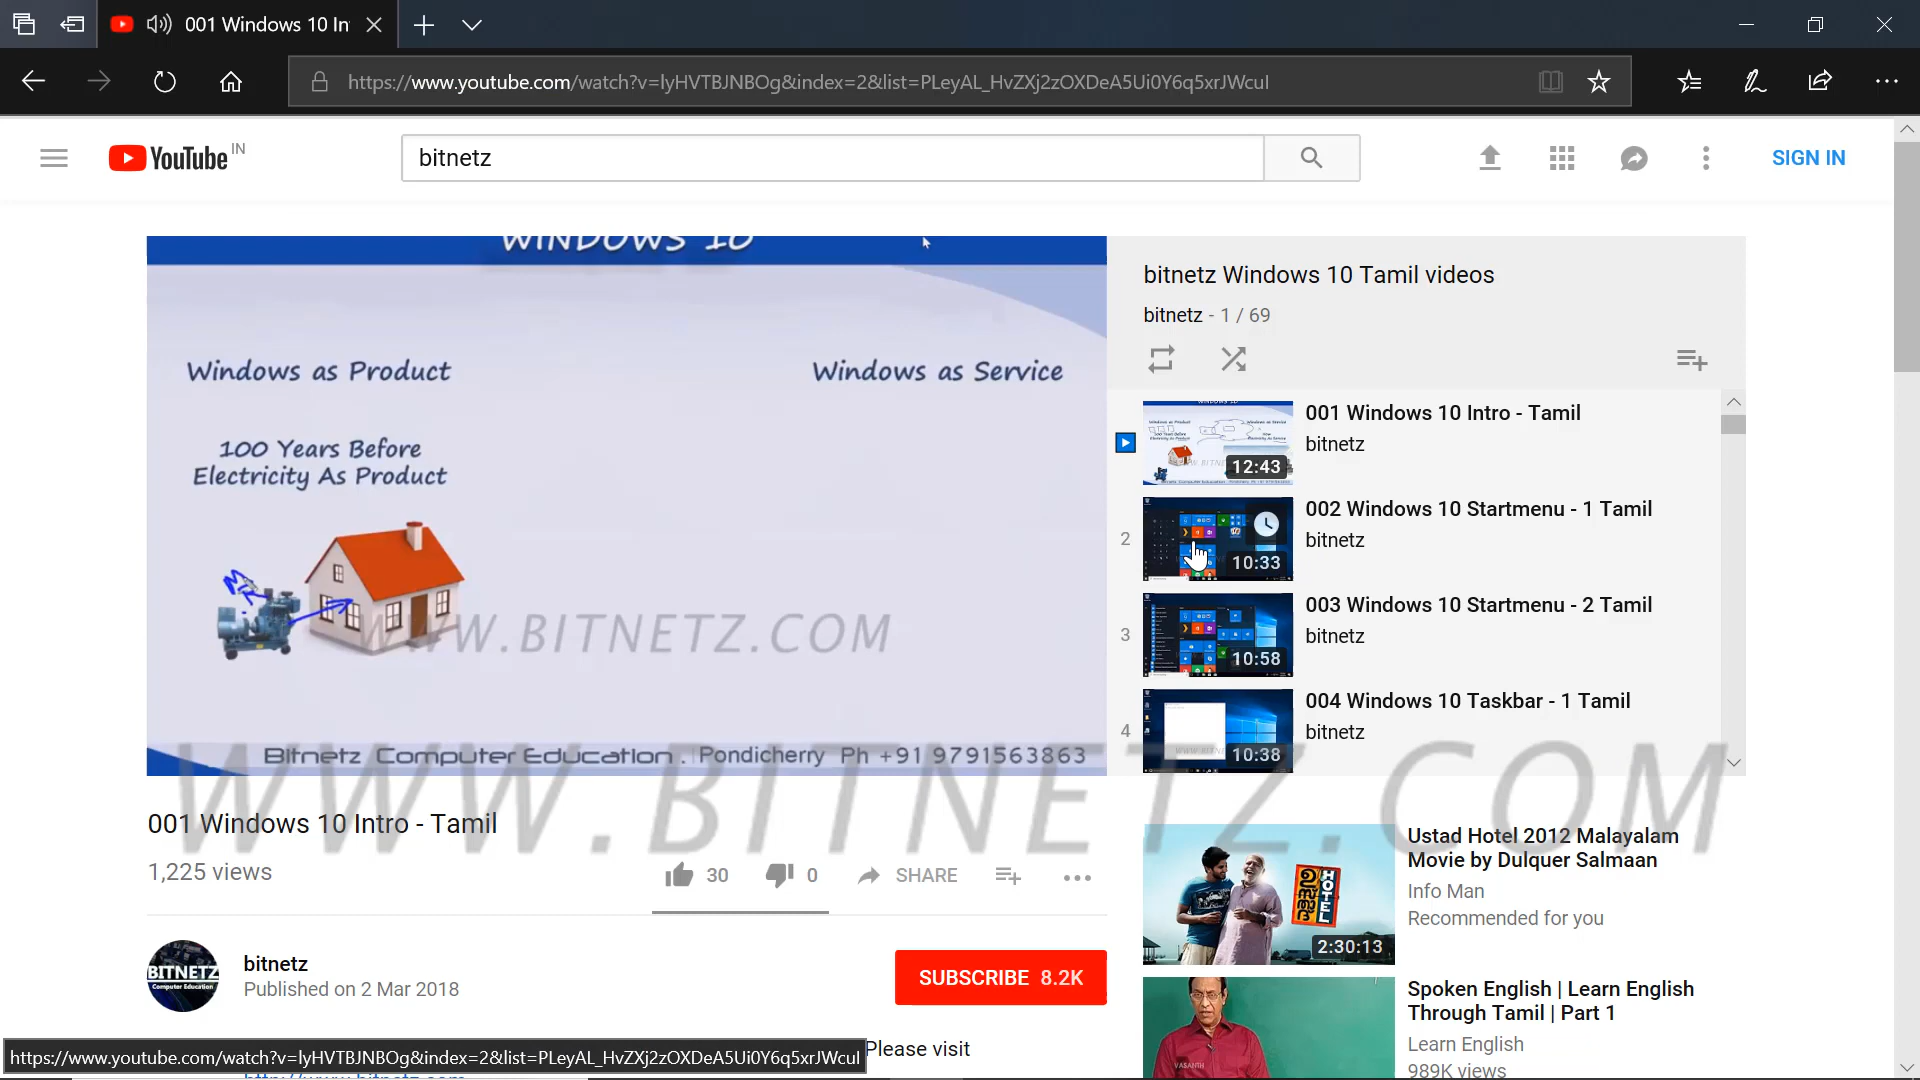 001 Windows 10 In
https://www.youtube.com/watch?v=lyHVTBJNBOg&index=2&list=PLeyAL_HvZXj2zOXDeA5Ui0Y6q5xrJWcuI
YouTube IN
bitnetz
SIGN IN
WINDOWS 10
Windows as Product
Windows as Service
100 Years Before
Electricity As Product
WWW.BITNETZ.COM
Bitnetz Computer Education . Pondicherry Ph +91 9791563863
bitnetz Windows 10 Tamil videos
bitnetz - 1 / 69
001 Windows 10 Intro - Tamil
bitnetz
12:43
2
002 Windows 10 Startmenu - 1 Tamil
bitnetz
10:33
3
003 Windows 10 Startmenu - 2 Tamil
bitnetz
10:58
4
004 Windows 10 Taskbar - 1 Tamil
bitnetz
10:38
WWW.BITNETZ.COM
001 Windows 10 Intro - Tamil
1,225 views
30
0
SHARE
BITNETZ
Computer Education
bitnetz
Published on 2 Mar 2018
SUBSCRIBE 8.2K
Please visit
https://www.youtube.com/watch?v=lyHVTBJNBOg&index=2&list=PLeyAL_HvZXj2zOXDeA5Ui0Y6q5xrJWcuI
HOTEL
2:30:13
Ustad Hotel 2012 Malayalam
Movie by Dulquer Salmaan
Info Man
Recommended for you
VASANTH
Spoken English | Learn English
Through Tamil | Part 1
Learn English
989K views